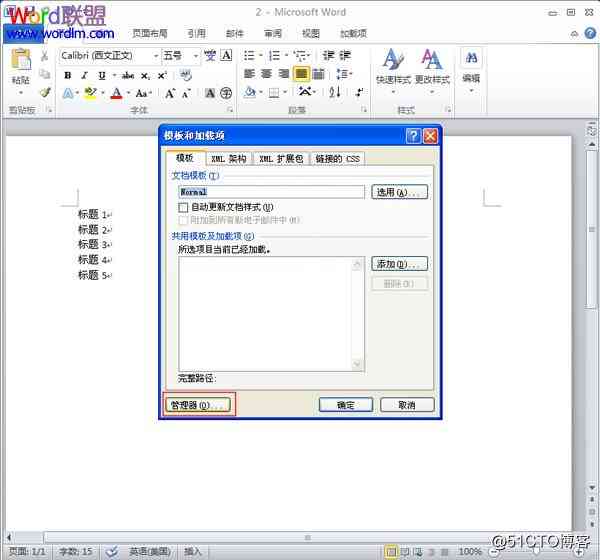 2 - Microsoft Word
Word联盟
www.wordlm.com
页面布局 引用 邮件 审阅 视图 加载项
Calibri (西文正文) 五号
粘贴
B I U abc x₂ x²
Aa A A
快速样式 更改样式 编辑
剪贴板 字体 段落 样式
模板和加载项
模板 XML 架构 XML 扩展包 链接的 CSS
文档模板(T)
Normal 选用(A)...
自动更新文档样式(U)
附加到所有新电子邮件中(M)
共用模板及加载项(G)
所选项目当前已经加载。
添加(D)...
删除(R)
完整路径:
管理器(O)... 确定 取消
标题 1
标题 2
标题 3
标题 4
标题 5
页面: 1/1 字数: 15 英语(美国) 插入 100%
@51CTO博客